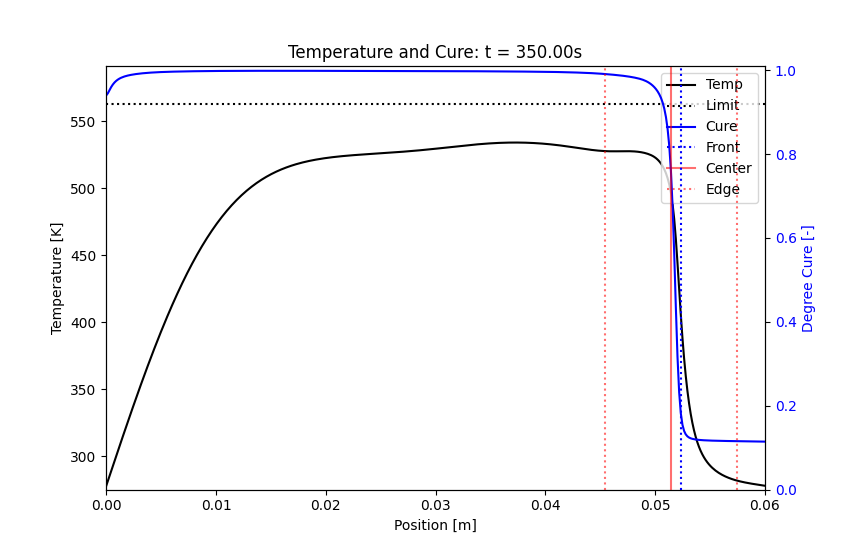 Temperature and Cure: t = 350.00s
Temp
Limit
Cure
Front
Center
Edge
Temperature [K]
550
500
450
400
350
300
Degree Cure [-]
1.0
0.8
0.6
0.4
0.2
0.0
0.00 0.01 0.02 0.03 0.04 0.05 0.06
Position [m]